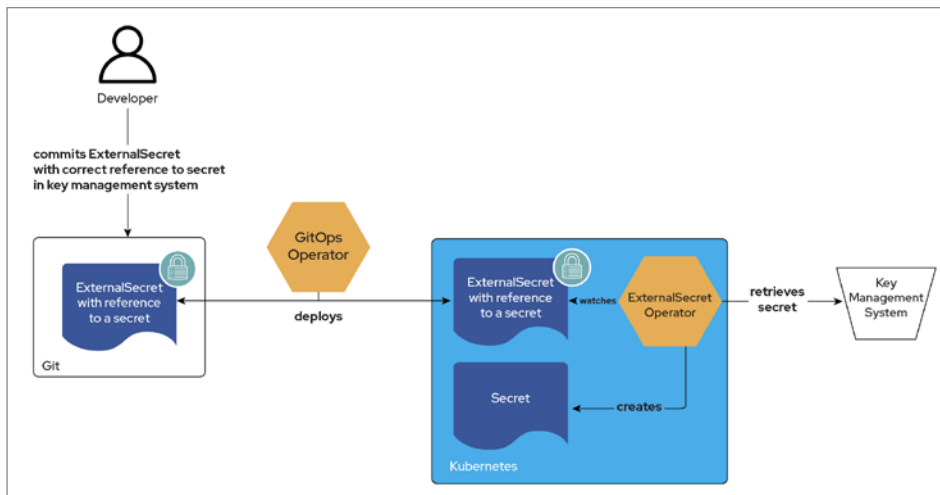 Developer
commits ExternalSecret
with correct reference to secret
in key management system
GitOps
Operator
ExternalSecret
with reference
to a secret
Git
deploys
ExternalSecret
with reference
to a secret
watches
ExternalSecret
Operator
retrieves
secret
Key
Management
System
Secret
creates
Kubernetes